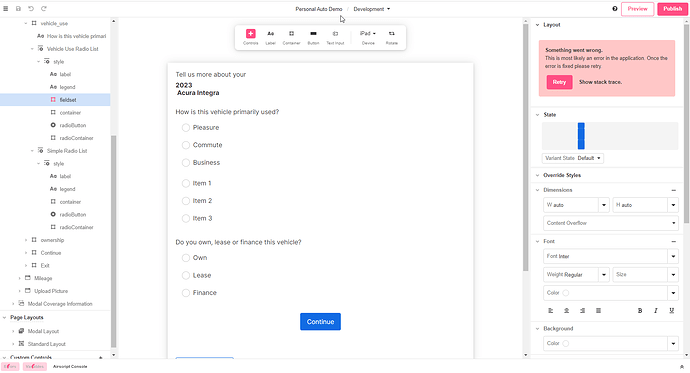 Personal Auto Demo
Development
Preview
Publish
vehicle_use
How is this vehicle primaril
Vehicle Use Radio List
style
label
legend
fieldset
container
radioButton
radioContainer
Simple Radio List
style
label
legend
container
radioButton
radioContainer
ownership
Continue
Exit
Mileage
Upload Picture
Modal Coverage Information
Page Layouts
Modal Layout
Standard Layout
Custom Controls
Airscript Console
Controls
Label
Container
Button
Text Input
iPad
Device
Rotate
Tell us more about your
2023
Acura Integra
How is this vehicle primarily used?
Pleasure
Commute
Business
Item 1
Item 2
Item 3
Do you own, lease or finance this vehicle?
Own
Lease
Finance
Continue
Layout
Something went wrong.
This is most likely an error in the application. Once the
error is fixed please retry.
Retry
Show stack trace.
State
Variant State Default
Override Styles
Dimensions
W auto
H auto
Content Overflow
Font
Font Inter
Weight Regular
Size
Color
B I U
Background
Color